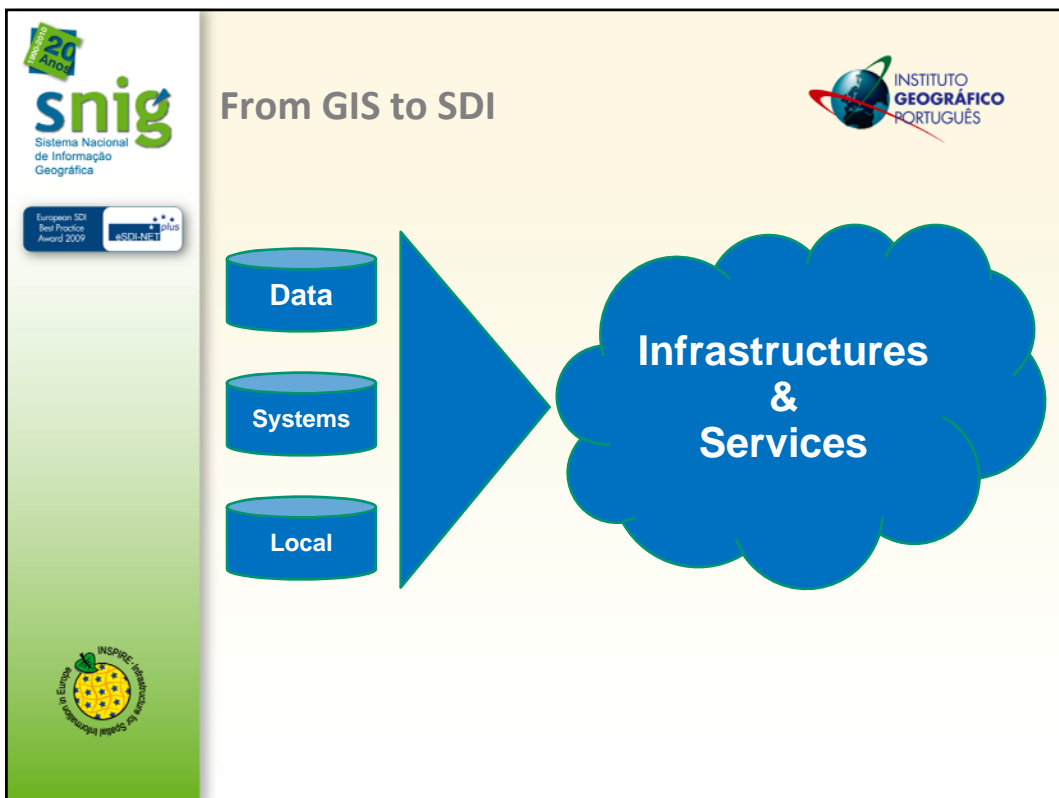 1990-2010
20
Anos
snig
Sistema Nacional
de Informação
Geográfica
From GIS to SDI
INSTITUTO
GEOGRÁFICO
PORTUGUÊS
European SDI
Best Practice
Award 2009
eSDI-NET
plus
Data
Systems
Local
Infrastructures
&
Services
INSPIRE - Infrastructure for Spatial Information in Europe